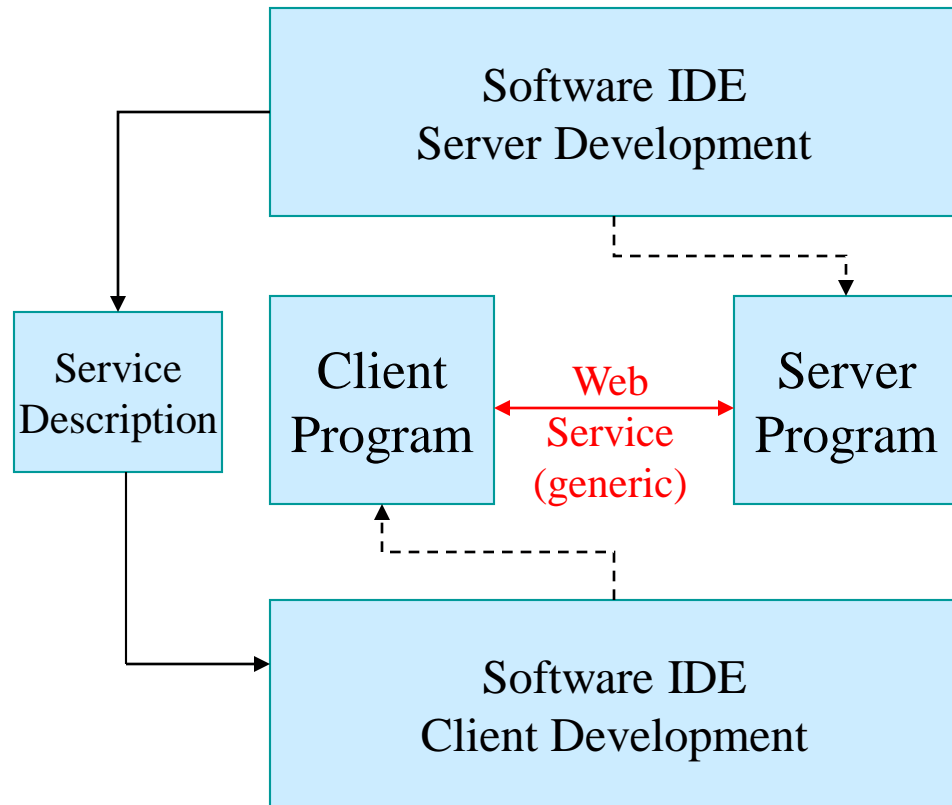 Software IDE
Server Development
Service
Description
Client
Program
Web
Service
(generic)
Server
Program
Software IDE
Client Development